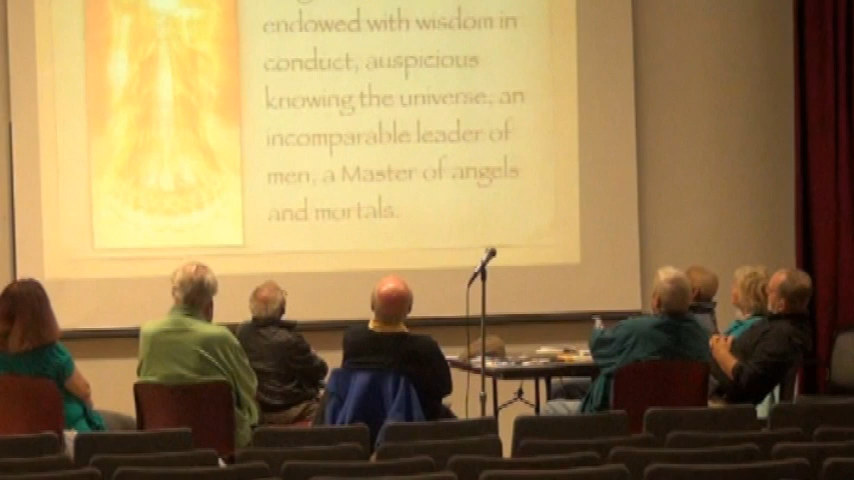 endowed with wisdom in
conduct, auspicious
knowing the universe, an
incomparable leader of
men, a Master of angels
and mortals.